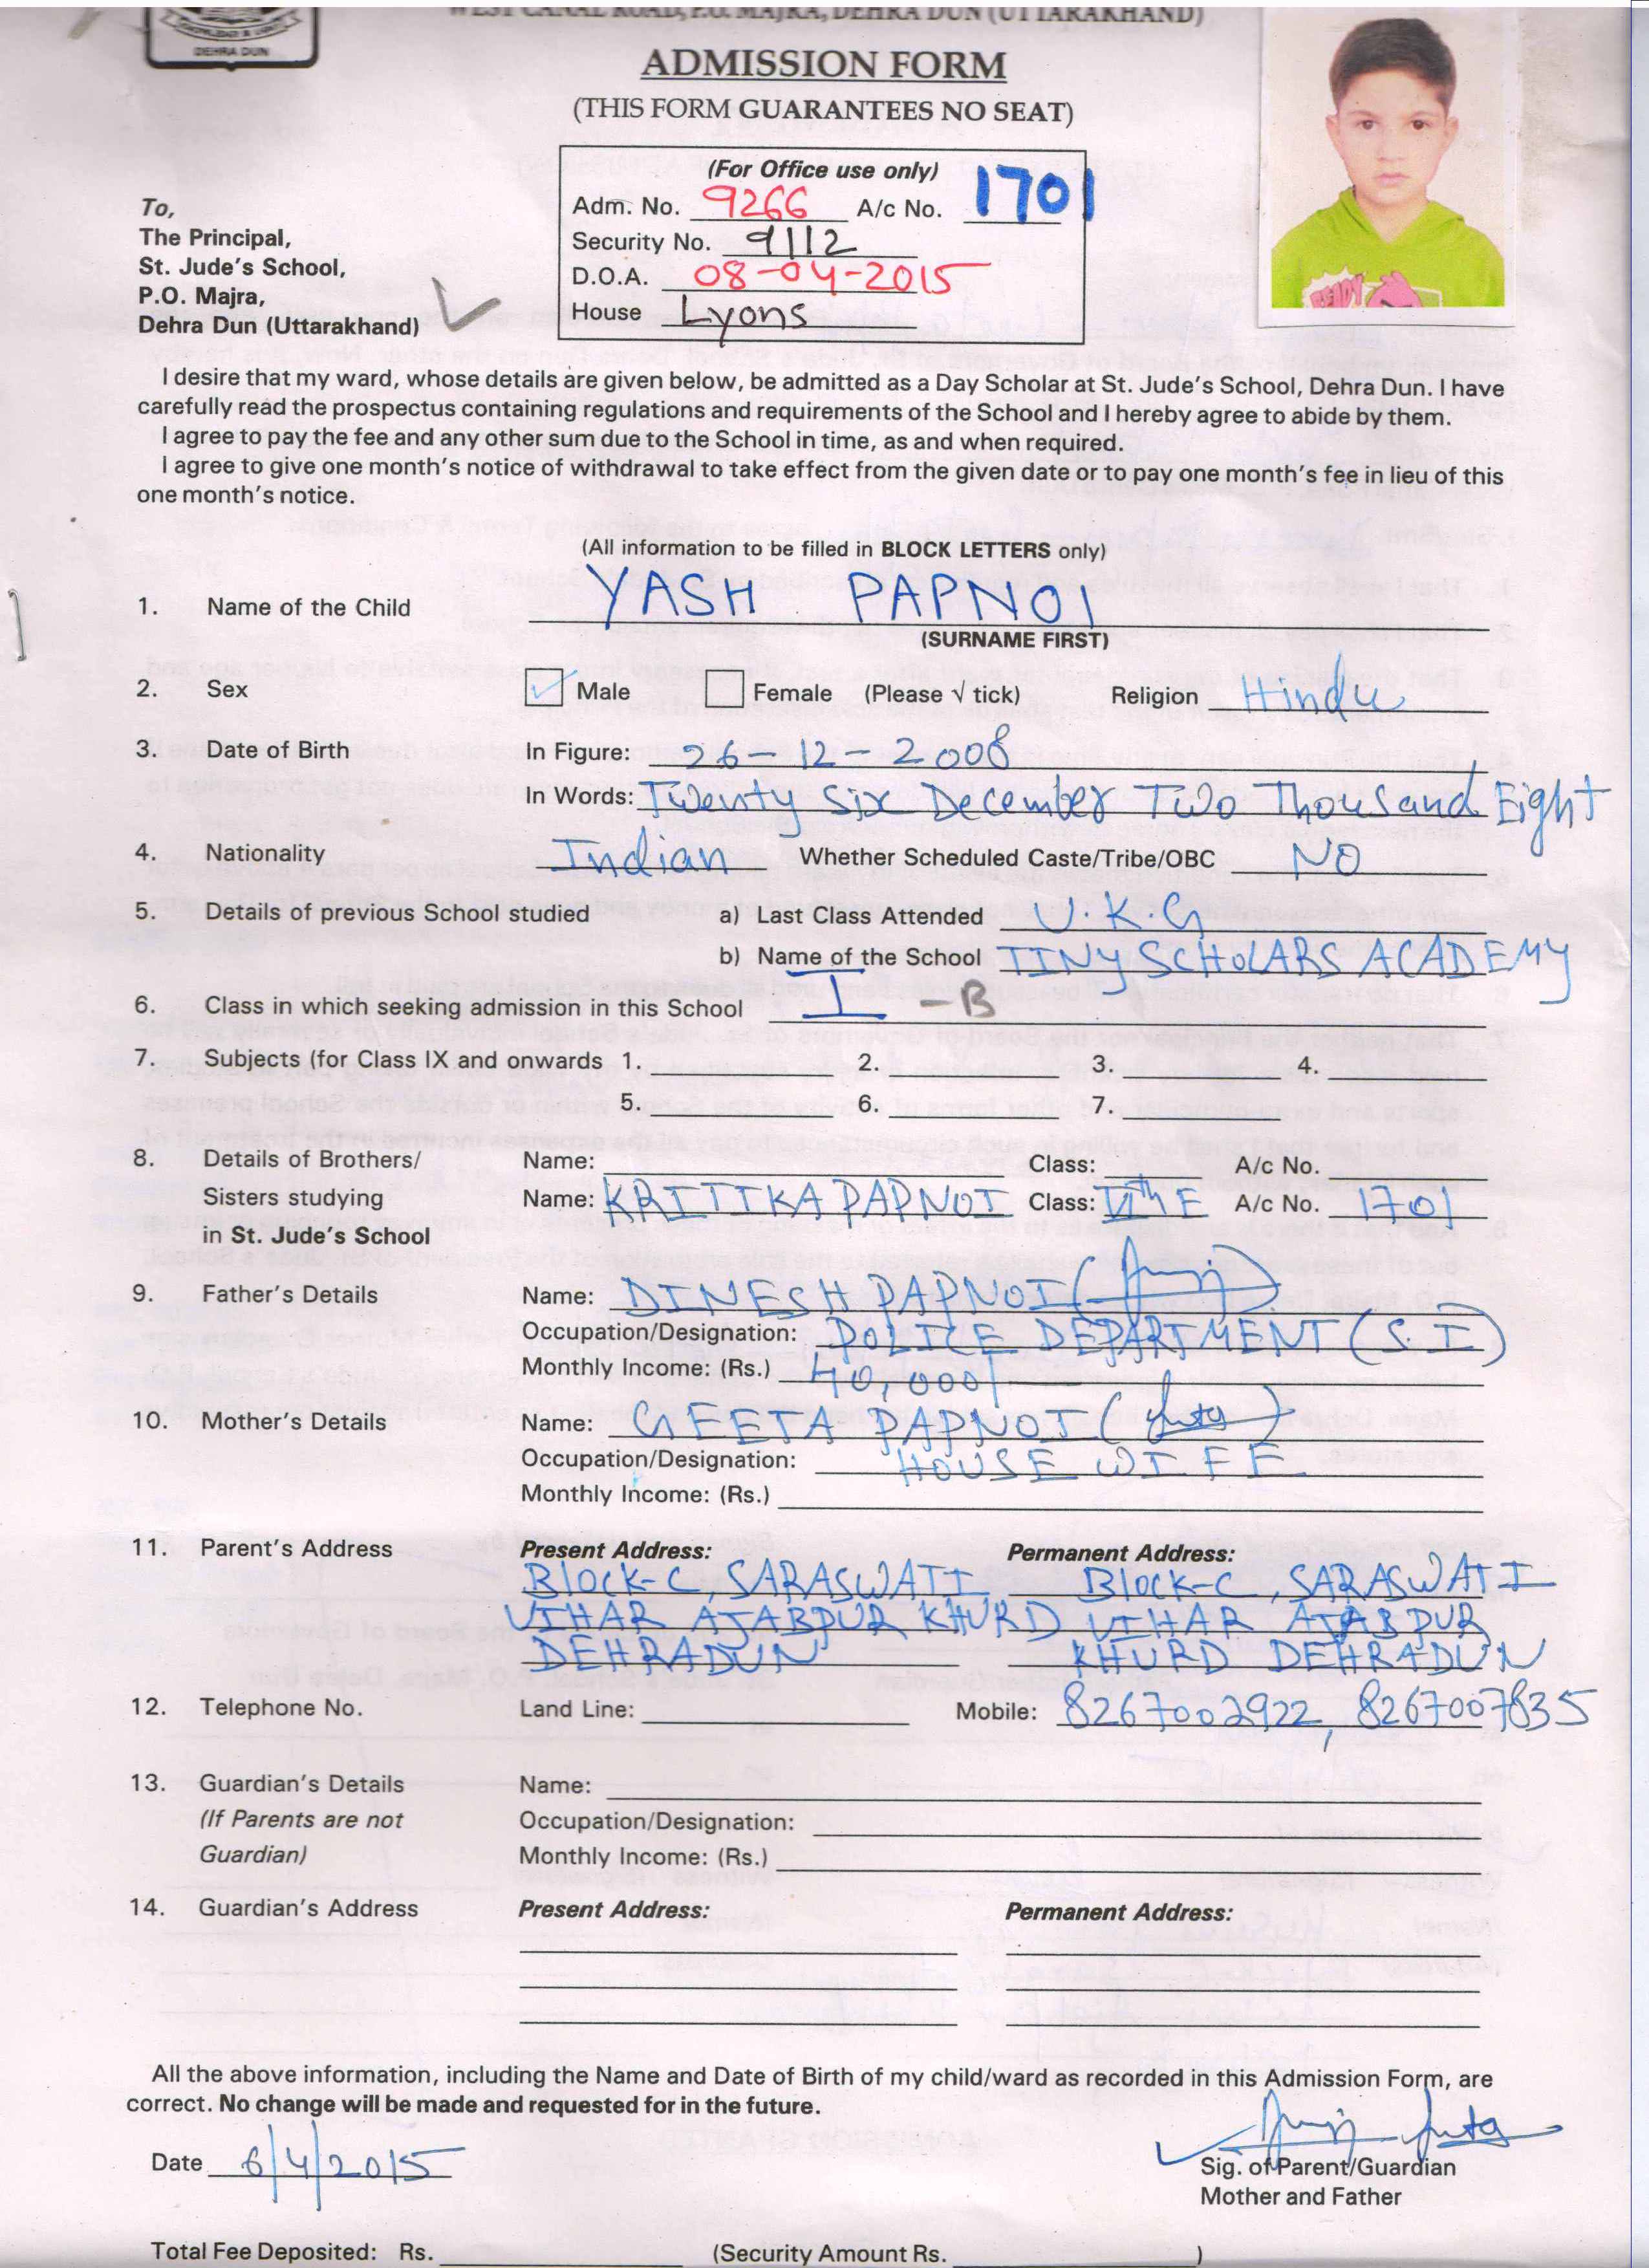 WEST CANAL ROAD, P.O. MAJRA, DEHRA DUN (UTTARAKHAND)
DEHRA DUN
ADMISSION FORM
(THIS FORM GUARANTEES NO SEAT)
(For Office use only)
Adm. No. 9266 A/c No. 1701
Security No. 9112
D.O.A. 08-04-2015
House Lyons
To,
The Principal,
St. Jude's School,
P.O. Majra,
Dehra Dun (Uttarakhand)
READY
I desire that my ward, whose details are given below, be admitted as a Day Scholar at St. Jude's School, Dehra Dun. I have
carefully read the prospectus containing regulations and requirements of the School and I hereby agree to abide by them.
I agree to pay the fee and any other sum due to the School in time, as and when required.
I agree to give one month's notice of withdrawal to take effect from the given date or to pay one month's fee in lieu of this
one month's notice.
(All information to be filled in BLOCK LETTERS only)
1. Name of the Child YASH PAPNOI
(SURNAME FIRST)
2. Sex Male Female (Please √ tick) Religion Hindu
3. Date of Birth In Figure: 26-12-2008
In Words: Twenty Six December Two Thousand Eight
4. Nationality Indian Whether Scheduled Caste/Tribe/OBC NO
5. Details of previous School studied a) Last Class Attended U.K.G
b) Name of the School TINY SCHOLARS ACADEMY
6. Class in which seeking admission in this School I -B
7. Subjects (for Class IX and onwards 1. 2. 3. 4.
5. 6. 7.
8. Details of Brothers/ Name: Class: A/c No.
Sisters studying Name: KRITIKA PAPNOI Class: E A/c No. 1701
in St. Jude's School
9. Father's Details Name: DINESH PAPNOI
Occupation/Designation: POLICE DEPARTMENT (S.I)
Monthly Income: (Rs.) 40,000/-
10. Mother's Details Name: GEETA PAPNOI
Occupation/Designation: HOUSE WIFE
Monthly Income: (Rs.)
11. Parent's Address Present Address: Permanent Address:
BlOCK-C, SARASWATI BlOCK-C, SARASWATI
VIHAR AJABPUR KHURD VIHAR AJABPUR
DEHRADUN KHURD DEHRADUN
12. Telephone No. Land Line: Mobile: 8267002922, 8267007835
13. Guardian's Details Name:
(If Parents are not Occupation/Designation:
Guardian) Monthly Income: (Rs.)
14. Guardian's Address Present Address: Permanent Address:
All the above information, including the Name and Date of Birth of my child/ward as recorded in this Admission Form, are
correct. No change will be made and requested for in the future.
Date 6/4/2015
Sig. of Parent/Guardian
Mother and Father
Total Fee Deposited: Rs. (Security Amount Rs. )